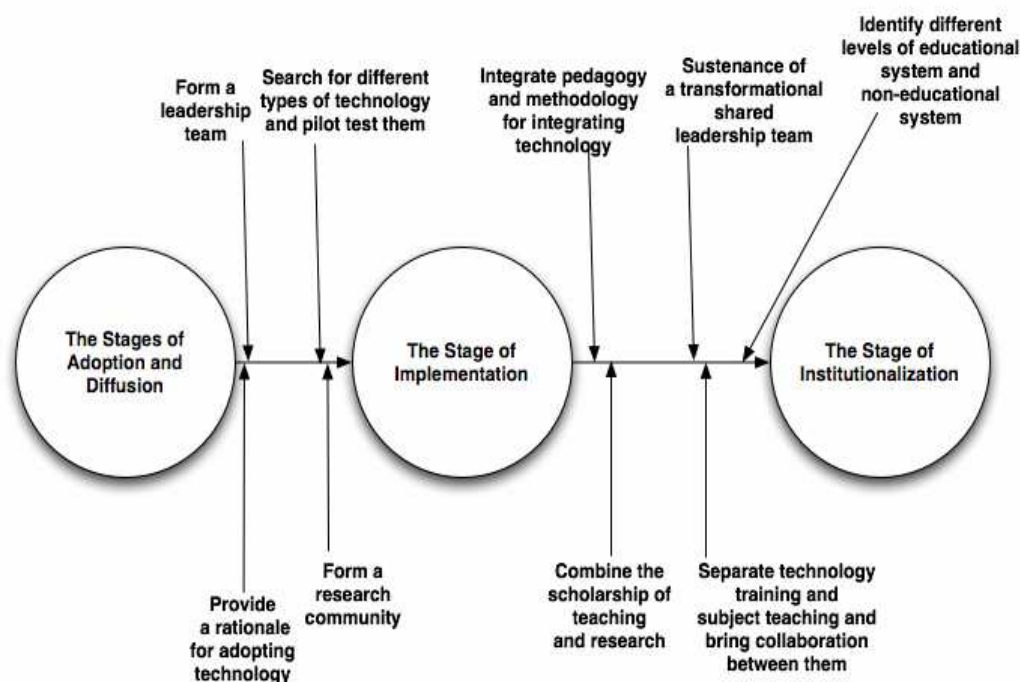 Form a
leadership
team
Search for different
types of technology
and pilot test them
Integrate pedagogy
and methodology
for integrating
technology
Sustenance of
a transformational
shared
leadership team
Identify different
levels of educational
system and
non-educational
system
The Stages of
Adoption and
Diffusion
The Stage of
Implementation
The Stage of
Institutionalization
Provide
a rationale
for adopting
technology
Form a
research
community
Combine the
scholarship of
teaching
and research
Separate technology
training and
subject teaching and
bring collaboration
between them